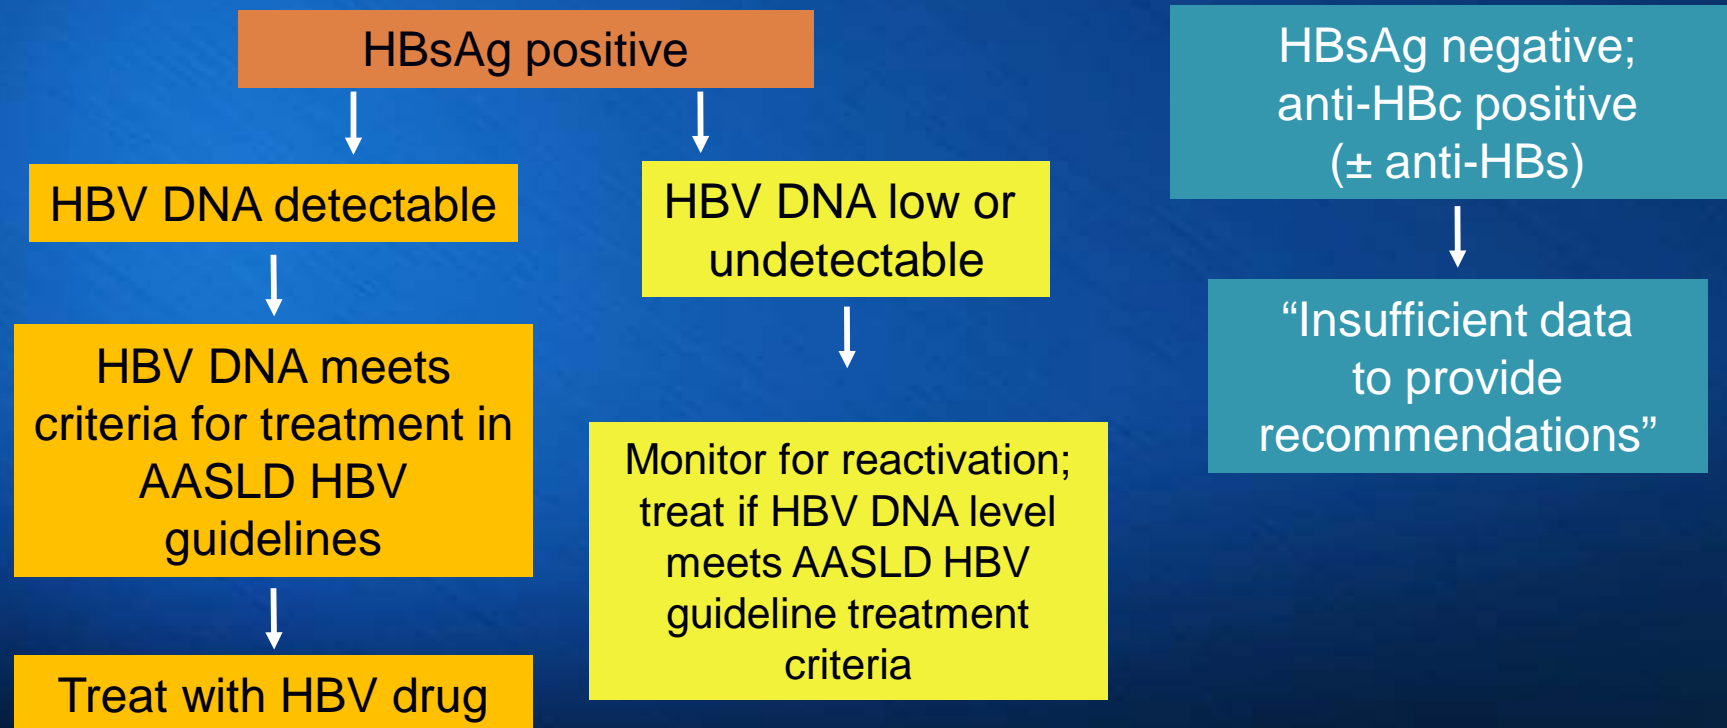 HBsAg positive
HBV DNA detectable
HBV DNA meets
criteria for treatment in
AASLD HBV
guidelines
Treat with HBV drug
HBV DNA low or
undetectable
Monitor for reactivation;
treat if HBV DNA level
meets AASLD HBV
guideline treatment
criteria
HBsAg negative;
anti-HBc positive
(± anti-HBs)
“Insufficient data
to provide
recommendations”